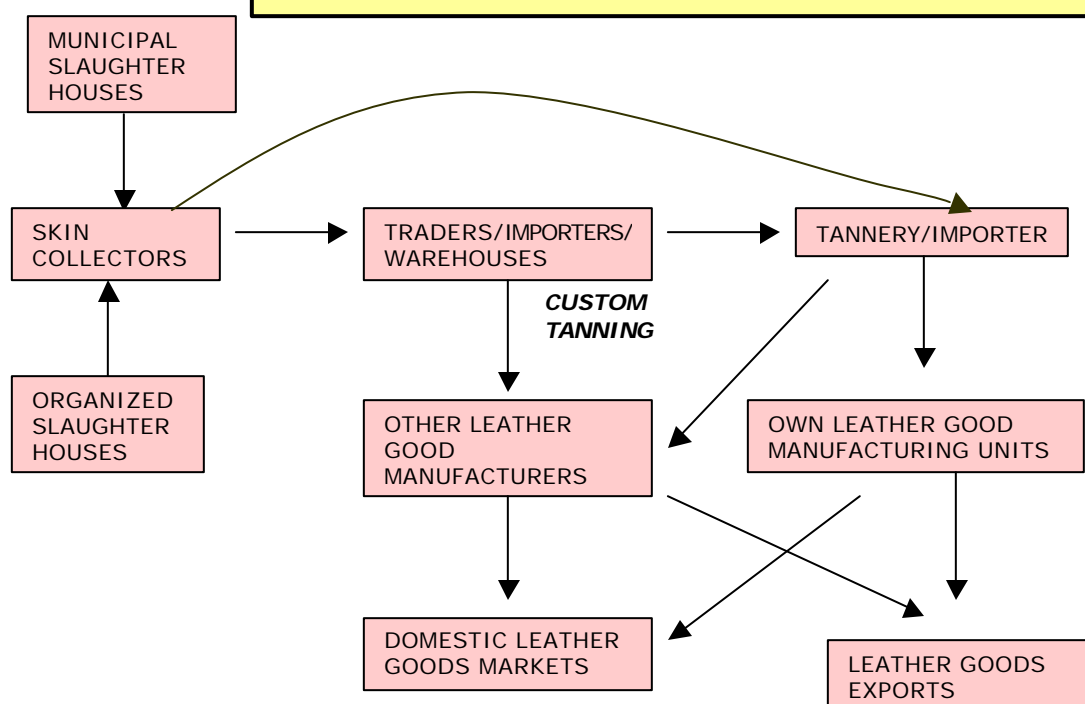 MUNICIPAL
SLAUGHTER
HOUSES
SKIN
COLLECTORS
TRADERS/IMPORTERS/
WAREHOUSES
TANNERY/IMPORTER
CUSTOM
TANNING
ORGANIZED
SLAUGHTER
HOUSES
OTHER LEATHER
GOOD
MANUFACTURERS
OWN LEATHER GOOD
MANUFACTURING UNITS
DOMESTIC LEATHER
GOODS MARKETS
LEATHER GOODS
EXPORTS